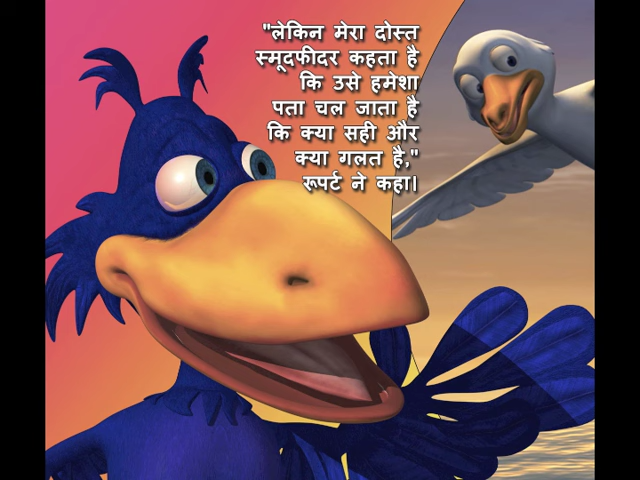 "लेकिन मेरा दोस्त
स्मूदफीदर कहता है
कि उसे हमेशा
पता चल जाता है
कि क्या सही और
क्या गलत है,"
रूपर्ट ने कहा।